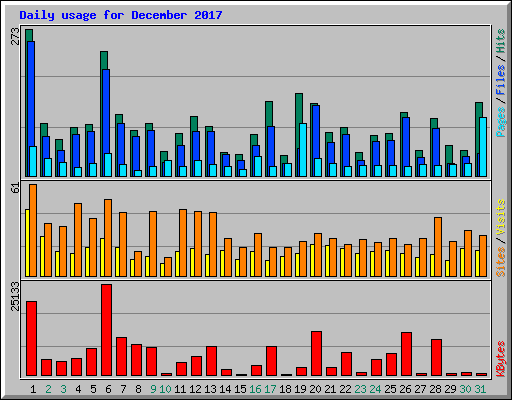 Daily usage for December 2017
273
Pages / Files / Hits
61
Sites / Visits
25133
KBytes
1 2 3 4 5 6 7 8 9 10 11 12 13 14 15 16 17 18 19 20 21 22 23 24 25 26 27 28 29 30 31